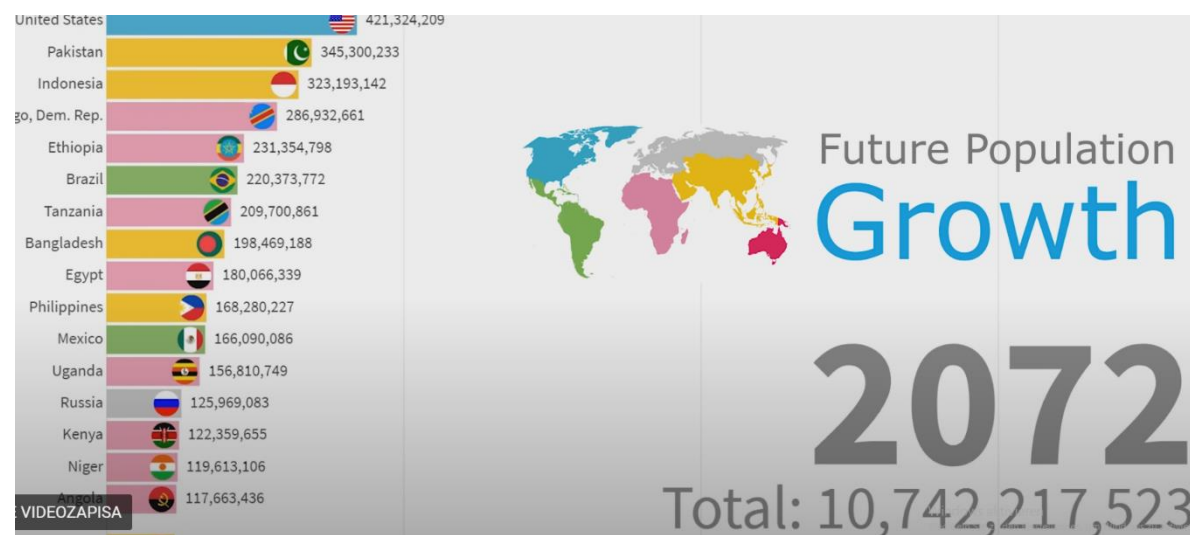 United States 421,324,209
Pakistan 345,300,233
Indonesia 323,193,142
go, Dem. Rep. 286,932,661
Ethiopia 231,354,798
Brazil 220,373,772
Tanzania 209,700,861
Bangladesh 198,469,188
Egypt 180,066,339
Philippines 168,280,227
Mexico 166,090,086
Uganda 156,810,749
Russia 125,969,083
Kenya 122,359,655
Niger 119,613,106
Angola 117,663,436
VIDEOZAPISA
Future Population
Growth
2072
Total: 10,742,217,523